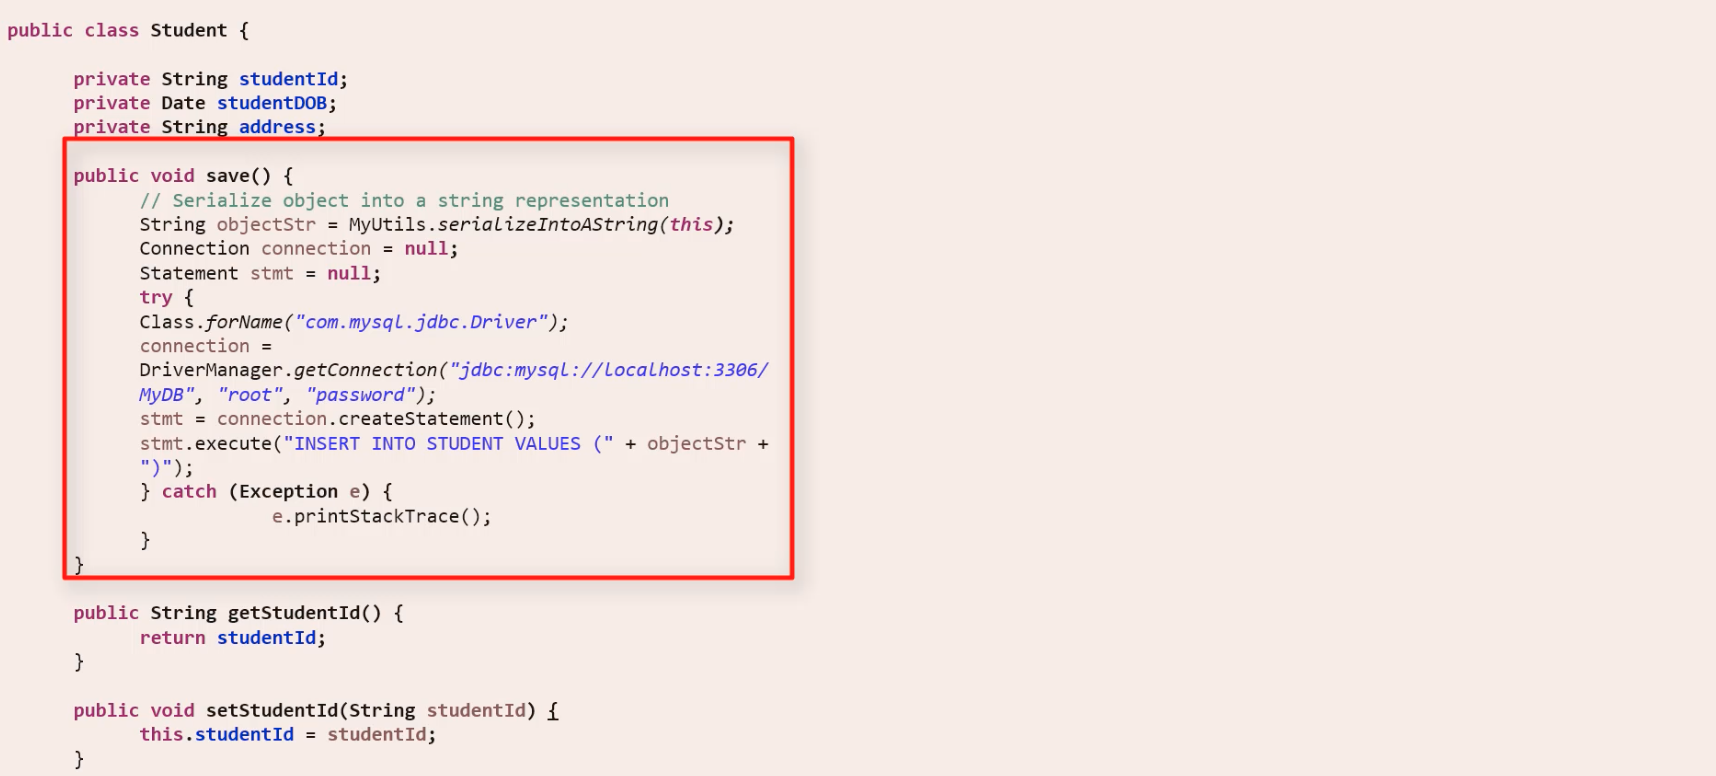 public class Student {
private String studentId;
private Date studentDOB;
private String address;
public void save() {
// Serialize object into a string representation
String objectStr = MyUtils.serializeIntoAString(this);
Connection connection = null;
Statement stmt = null;
try {
Class.forName("com.mysql.jdbc.Driver");
connection =
DriverManager.getConnection("jdbc:mysql://localhost:3306/
MyDB", "root", "password");
stmt = connection.createStatement();
stmt.execute("INSERT INTO STUDENT VALUES (" + objectStr +
")");
} catch (Exception e) {
e.printStackTrace();
}
}
public String getStudentId() {
return studentId;
}
public void setStudentId(String studentId) {
this.studentId = studentId;
}